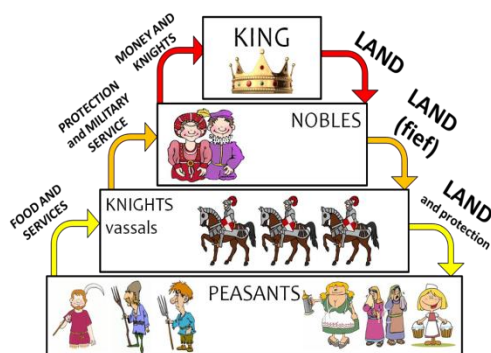 MONEY AND
KNIGHTS
KING
LAND
PROTECTION
and MILITARY
SERVICE
NOBLES
LAND
(fief)
FOOD AND
SERVICES
KNIGHTS
vassals
LAND
and protection
PEASANTS